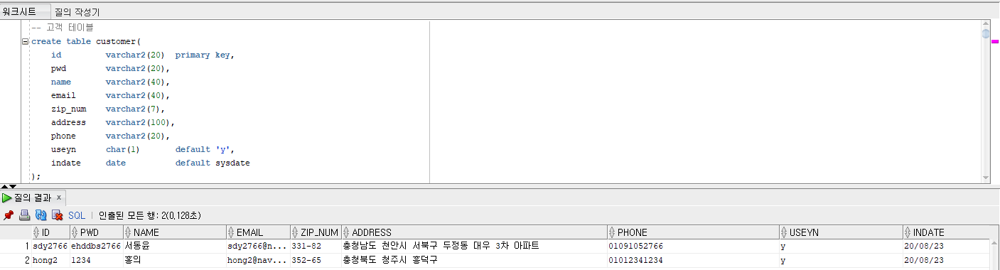 워크시트 질의 작성기
-- 고객 테이블
create table customer(
id varchar2(20) primary key,
pwd varchar2(20),
name varchar2(40),
email varchar2(40),
zip_num varchar2(7),
address varchar2(100),
phone varchar2(20),
useyn char(1) default 'y',
indate date default sysdate
);
질의 결과 x
SQL | 인출된 모든 행: 2(0,128초)
ID PWD NAME EMAIL ZIP_NUM ADDRESS PHONE USEYN INDATE
1 sdy2766 ehddbs2766 서동윤 sdy2766@n... 331-82 충청남도 천안시 서북구 두정동 대우 3차 아파트 01091052766 y 20/08/23
2 hong2 1234 홍의 hong2@nav... 352-65 충청북도 청주시 흥덕구 01012341234 y 20/08/23